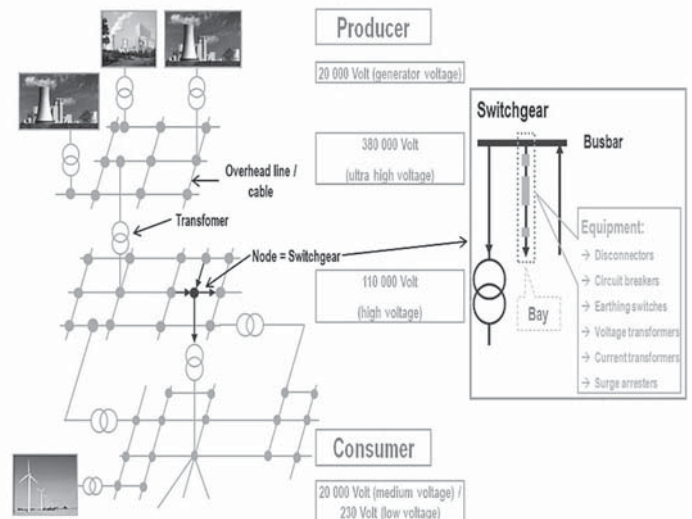 Producer
20 000 Volt (generator voltage)
380 000 Volt
(ultra high voltage)
Overhead line /
cable
Transfomer
Node = Switchgear
110 000 Volt
(high voltage)
Consumer
20 000 Volt (medium voltage) /
230 Volt (low voltage)
Switchgear
Busbar
Equipment:
→ Disconnectors
→ Circuit breakers
→ Earthing switches
→ Voltage transformers
→ Current transformers
→ Surge arresters
Bay